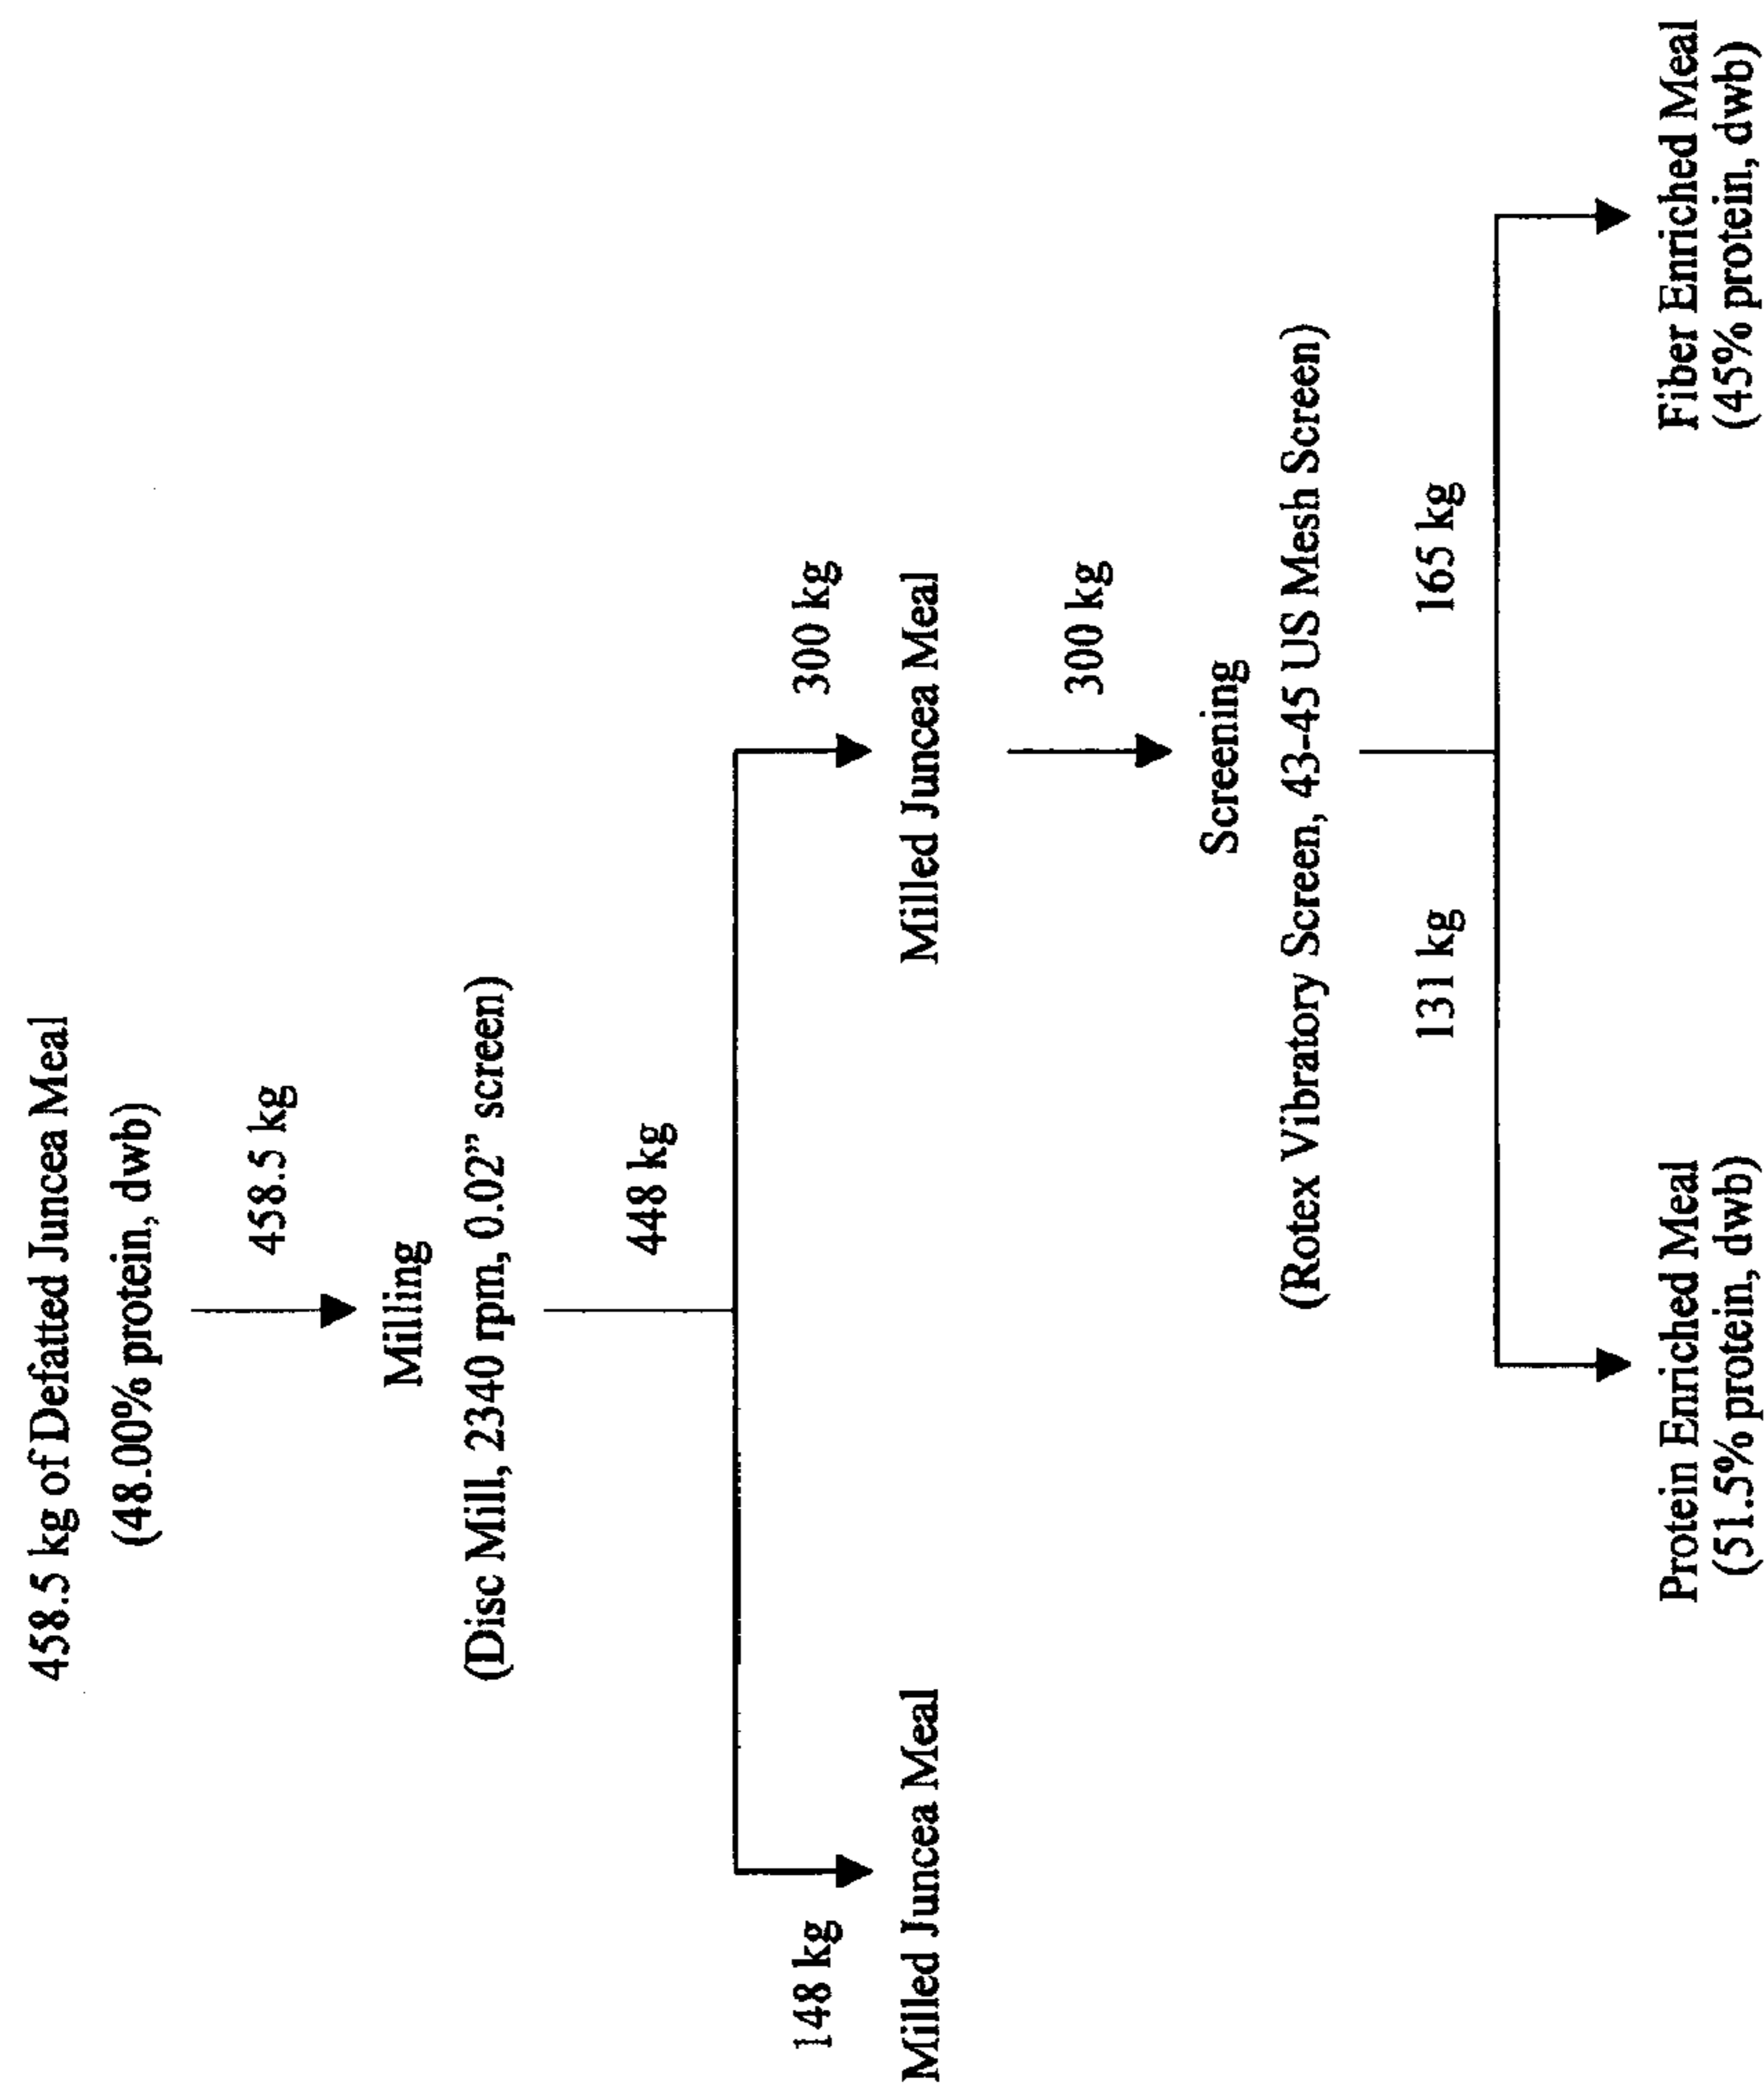 458.5 kg of Defatted Juncea Meal
(48.00% protein, dwb)
458.5 kg
Milling
(Disc Mill, 2340 rpm, 0.02” screen)
448 kg
148 kg
300 kg
Milled Juncea Meal
Milled Juncea Meal
300 kg
Screening
(Rotex Vibratory Screen, 43-45 US Mesh Screen)
131 kg
165 kg
Protein Enriched Meal
(51.5% protein, dwb)
Fiber Enriched Meal
(45% protein, dwb)